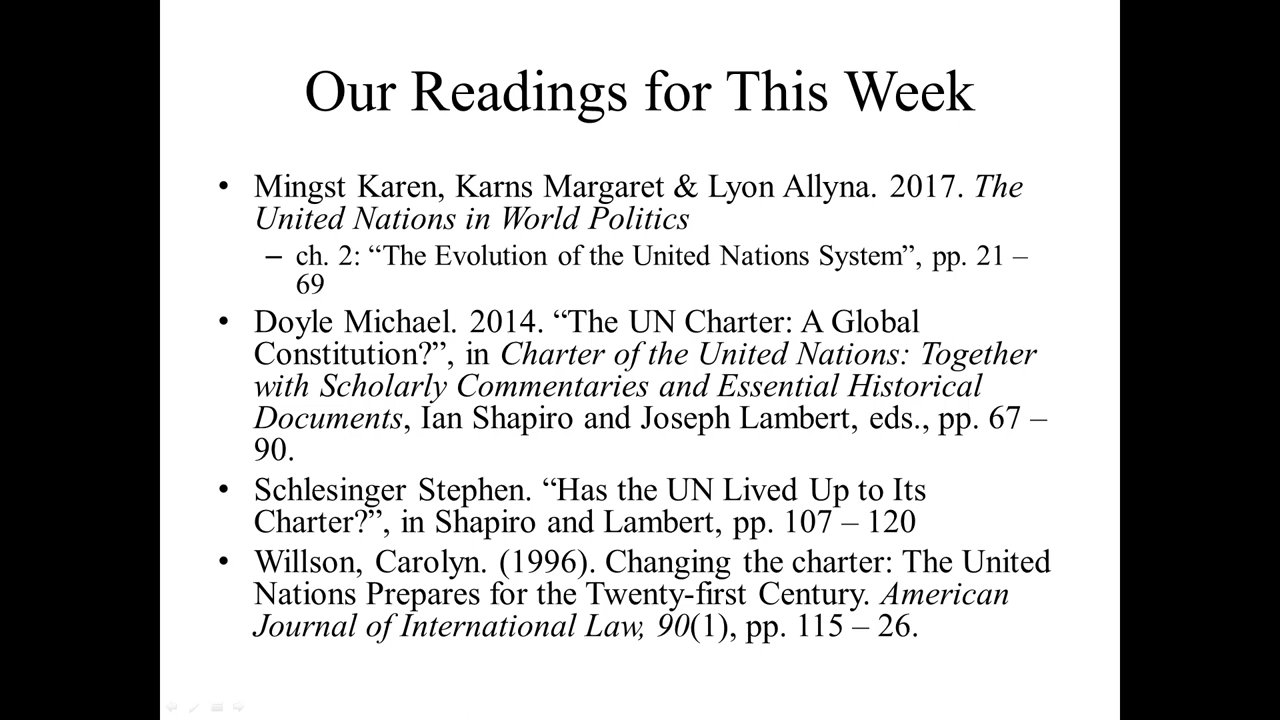 Our Readings for This Week
• Mingst Karen, Karns Margaret & Lyon Allyna. 2017. The
United Nations in World Politics
– ch. 2: “The Evolution of the United Nations System”, pp. 21 –
69
• Doyle Michael. 2014. “The UN Charter: A Global
Constitution?”, in Charter of the United Nations: Together
with Scholarly Commentaries and Essential Historical
Documents, Ian Shapiro and Joseph Lambert, eds., pp. 67 –
90.
• Schlesinger Stephen. “Has the UN Lived Up to Its
Charter?”, in Shapiro and Lambert, pp. 107 – 120
• Willson, Carolyn. (1996). Changing the charter: The United
Nations Prepares for the Twenty-first Century. American
Journal of International Law, 90(1), pp. 115 – 26.